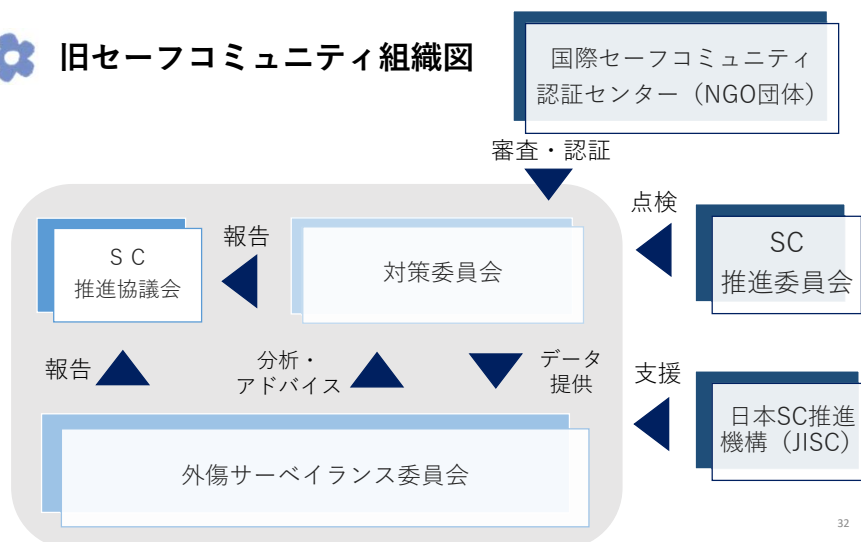 旧セーフコミュニティ組織図
国際セーフコミュニティ
認証センター（NGO団体）
審査・認証
点検
ＳＣ
推進協議会
報告
対策委員会
SC
推進委員会
報告
分析・
アドバイス
データ
提供
支援
日本SC推進
機構（JISC）
外傷サーベイランス委員会
32